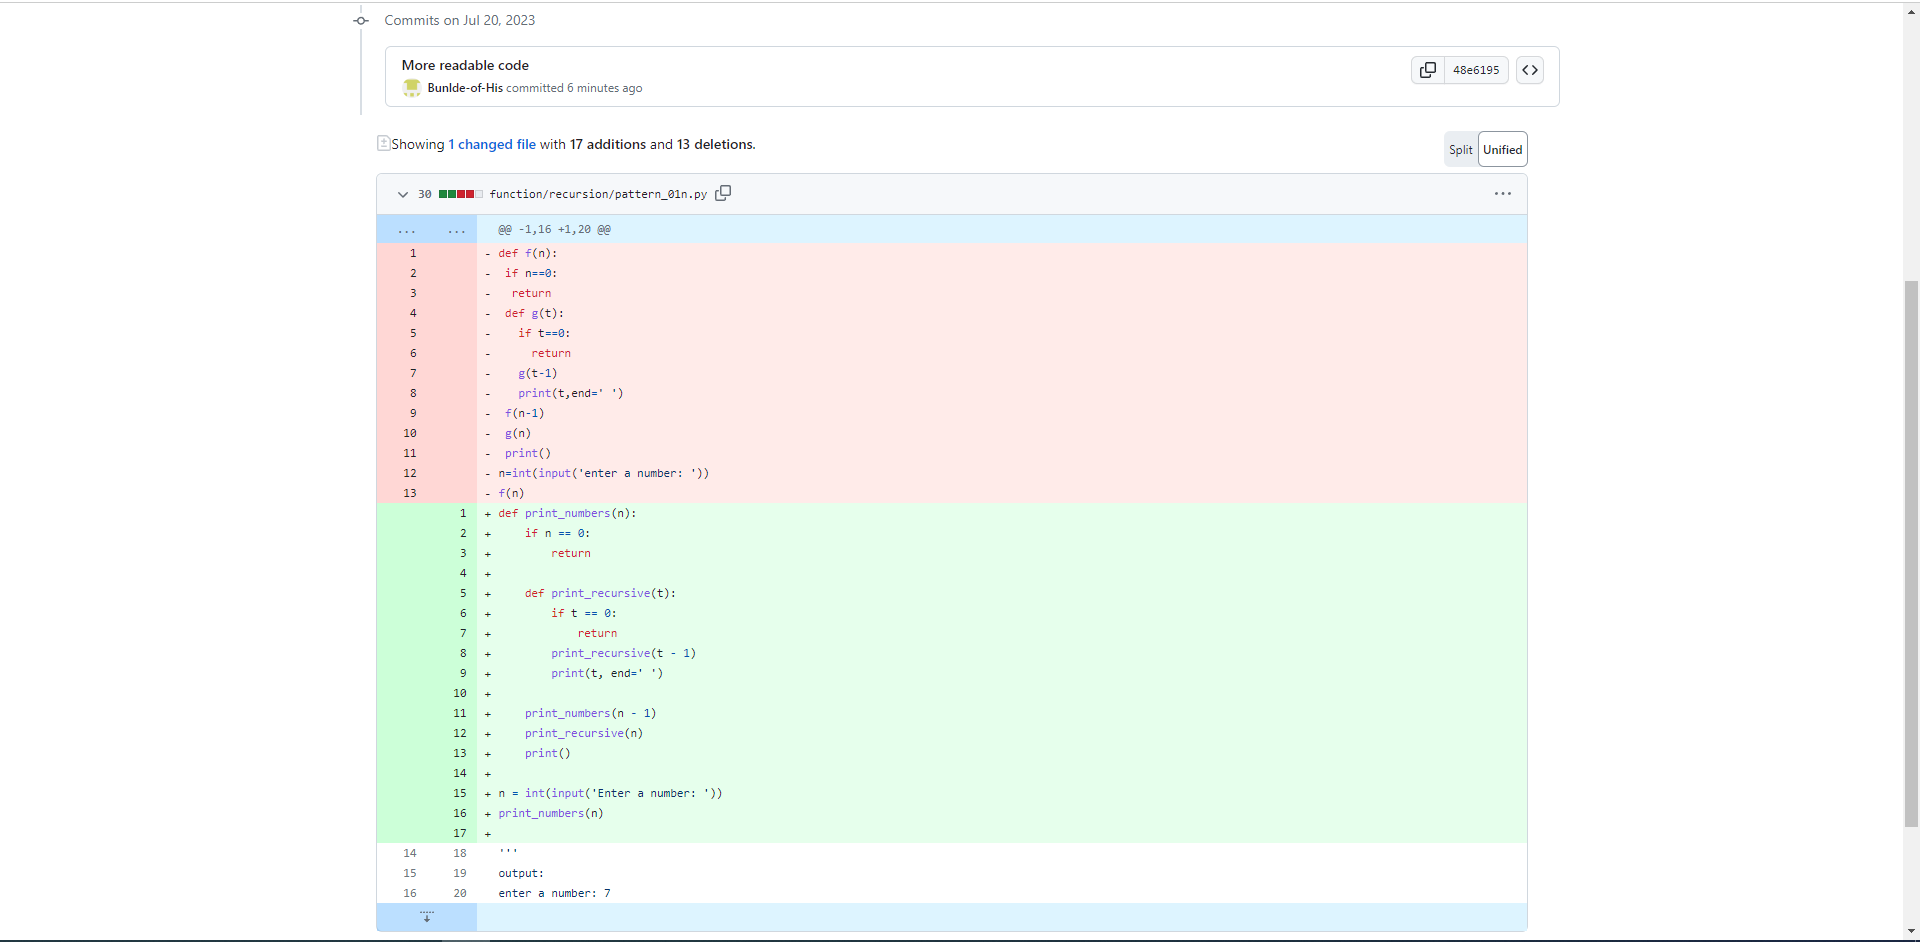 Commits on Jul 20, 2023
More readable code
48e6195
Bunlde-of-His committed 6 minutes ago
Showing 1 changed file with 17 additions and 13 deletions.
Split Unified
30 function/recursion/pattern_01n.py
... ... @@ -1,16 +1,20 @@
1 - def f(n):
2 - if n==0:
3 - return
4 - def g(t):
5 - if t==0:
6 - return
7 - g(t-1)
8 - print(t,end=' ')
9 - f(n-1)
10 - g(n)
11 - print()
12 - n=int(input('enter a number: '))
13 - f(n)
1 + def print_numbers(n):
2 + if n == 0:
3 + return
4 +
5 + def print_recursive(t):
6 + if t == 0:
7 + return
8 + print_recursive(t - 1)
9 + print(t, end=' ')
10 +
11 + print_numbers(n - 1)
12 + print_recursive(n)
13 + print()
14 +
15 + n = int(input('Enter a number: '))
16 + print_numbers(n)
17 +
14 18 '''
15 19 output:
16 20 enter a number: 7